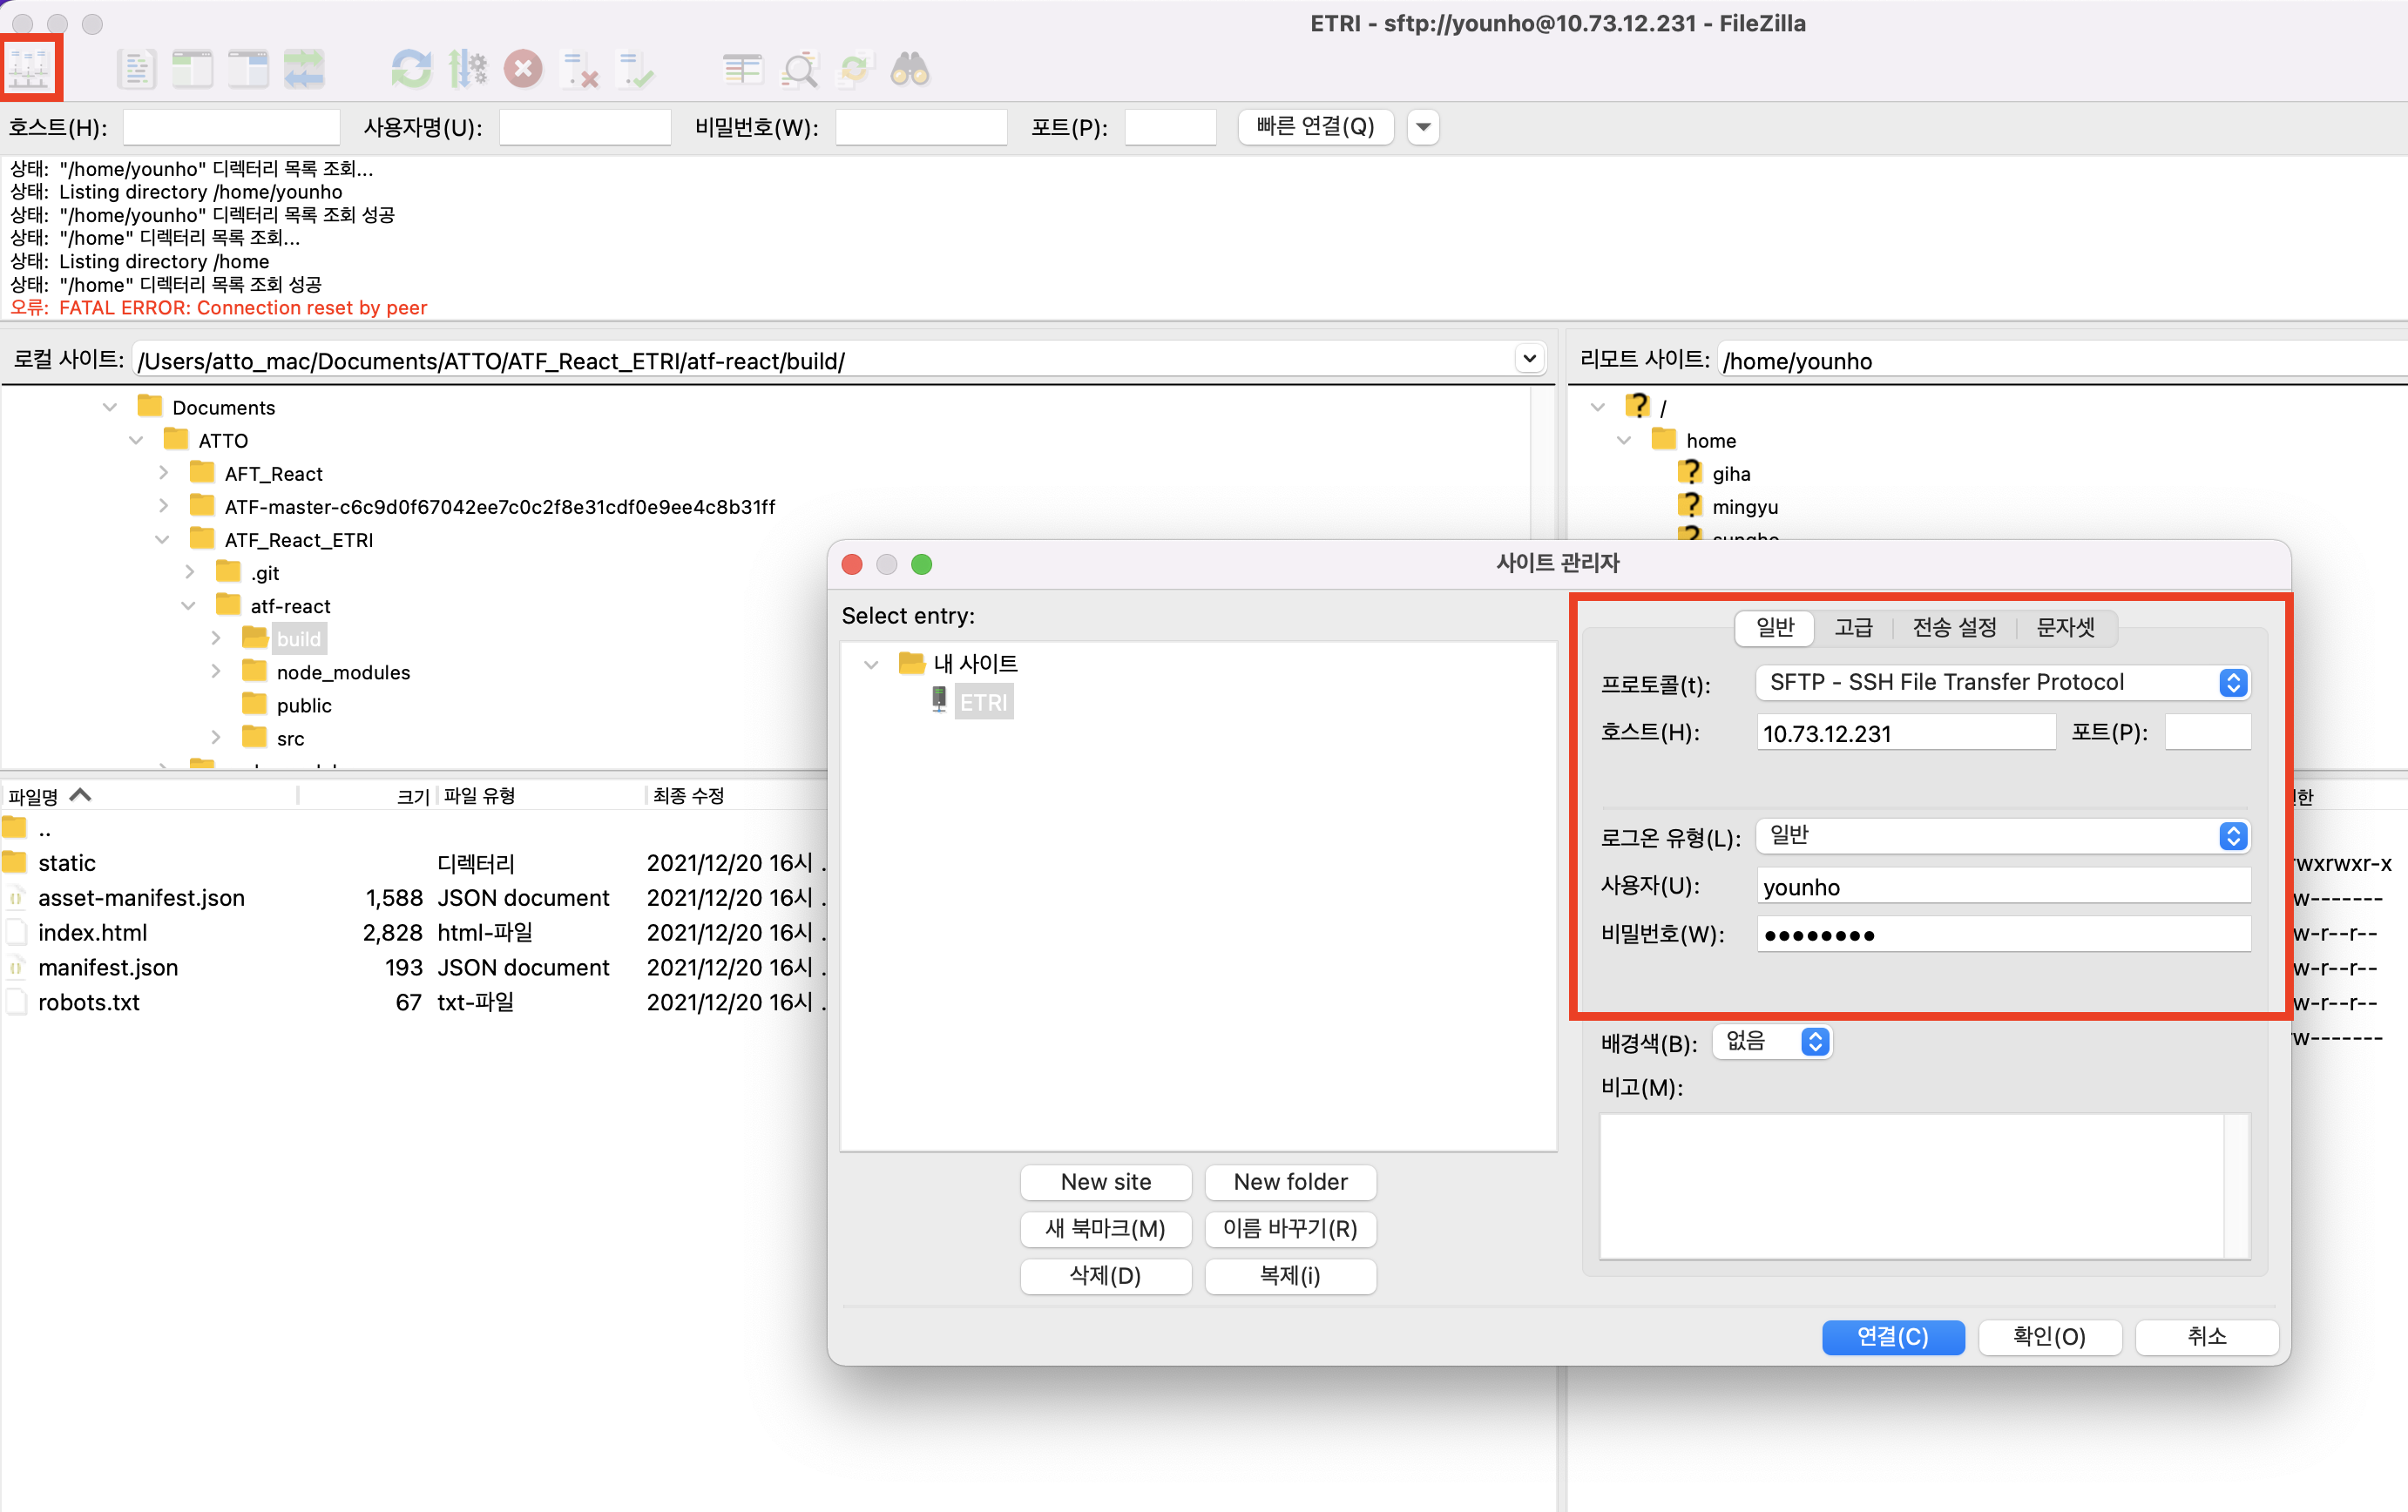 ETRI - sftp://younho@10.73.12.231 - FileZilla
호스트(H): 사용자명(U): 비밀번호(W): 포트(P): 빠른 연결(Q)
상태: "/home/younho" 디렉터리 목록 조회...
상태: Listing directory /home/younho
상태: "/home/younho" 디렉터리 목록 조회 성공
상태: "/home" 디렉터리 목록 조회...
상태: Listing directory /home
상태: "/home" 디렉터리 목록 조회 성공
오류: FATAL ERROR: Connection reset by peer
로컬 사이트: /Users/atto_mac/Documents/ATTO/ATF_React_ETRI/atf-react/build/
Documents
ATTO
AFT_React
ATF-master-c6c9d0f67042ee7c0c2f8e31cdf0e9ee4c8b31ff
ATF_React_ETRI
.git
atf-react
build
node_modules
public
src
리모트 사이트: /home/younho
/
home
giha
mingyu
파일명 크기 파일 유형 최종 수정
..
static 디렉터리 2021/12/20 16시 .
asset-manifest.json 1,588 JSON document 2021/12/20 16시 .
index.html 2,828 html-파일 2021/12/20 16시 .
manifest.json 193 JSON document 2021/12/20 16시 .
robots.txt 67 txt-파일 2021/12/20 16시 .
사이트 관리자
Select entry:
내 사이트
ETRI
New site New folder
새 북마크(M) 이름 바꾸기(R)
삭제(D) 복제(i)
일반 고급 전송 설정 문자셋
프로토콜(t): SFTP - SSH File Transfer Protocol
호스트(H): 10.73.12.231 포트(P):
로그온 유형(L): 일반
사용자(U): younho
비밀번호(W): ●●●●●●●●
배경색(B): 없음
비고(M):
연결(C) 확인(O) 취소
한
wxrwxr-x
w-------
w-r--r--
w-r--r--
w-r--r--
w-------